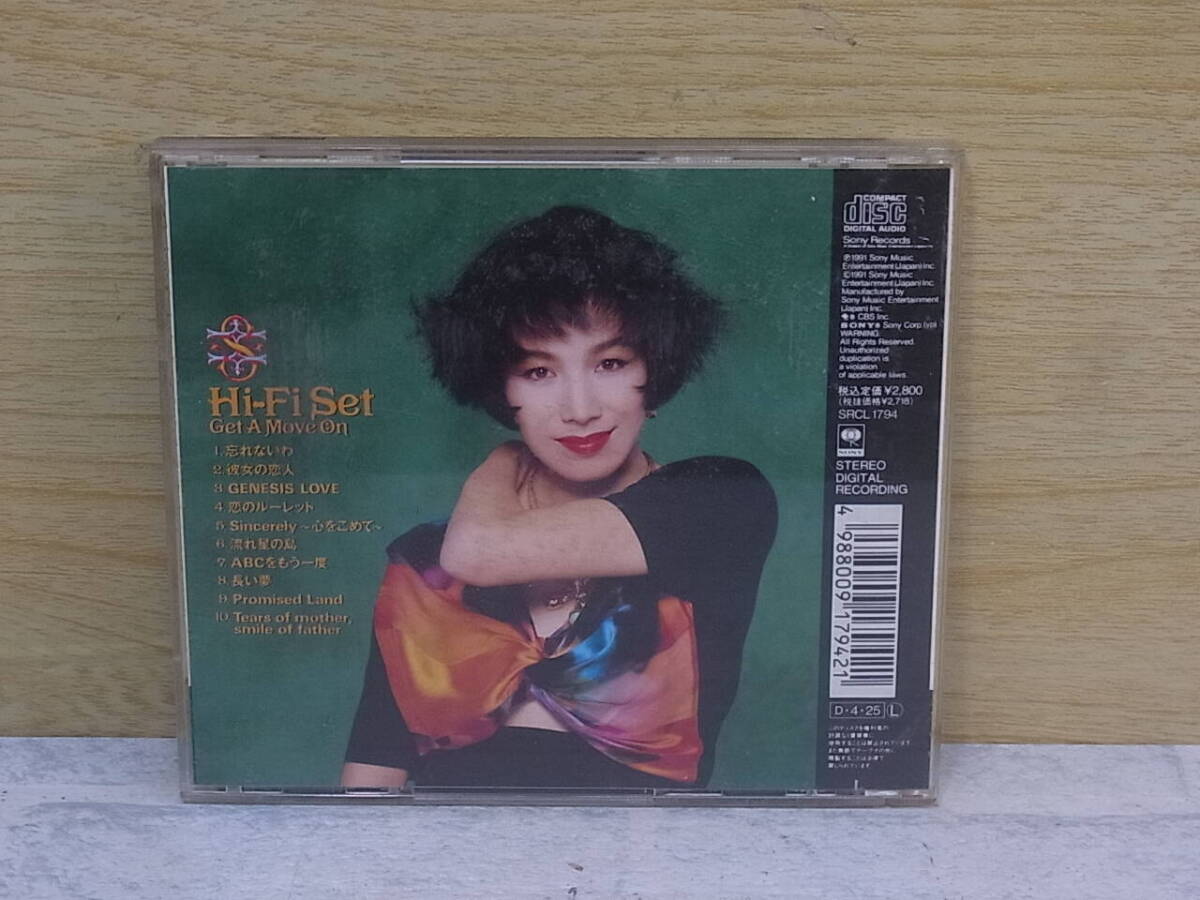 S
Hi-Fi Set
Get A Move On
1. 忘れないわ
2. 彼女の恋人
3. GENESIS LOVE
4. 恋のルーレット
5. Sincerely ~心をこめて~
6. 流れ星の島
7. ABCをもう一度
8. 長い夢
9. Promised Land
10. Tears of mother,
smile of father
COMPACT
disc
DIGITAL AUDIO
Sony Records
℗1991 Sony Music
Entertainment (Japan) Inc.
©1991 Sony Music
Entertainment (Japan) Inc.
Manufactured by
Sony Music Entertainment
(Japan) Inc.
CBS Inc.
SONY® Sony Corp.
WARNING:
All Rights Reserved.
Unauthorized
duplication is
a violation
of applicable laws.
税込定価 ¥2,800
(税抜価格 ¥2,718)
SRCL 1794
SONY
STEREO
DIGITAL
RECORDING
4 988009 179421
D・4・25 L